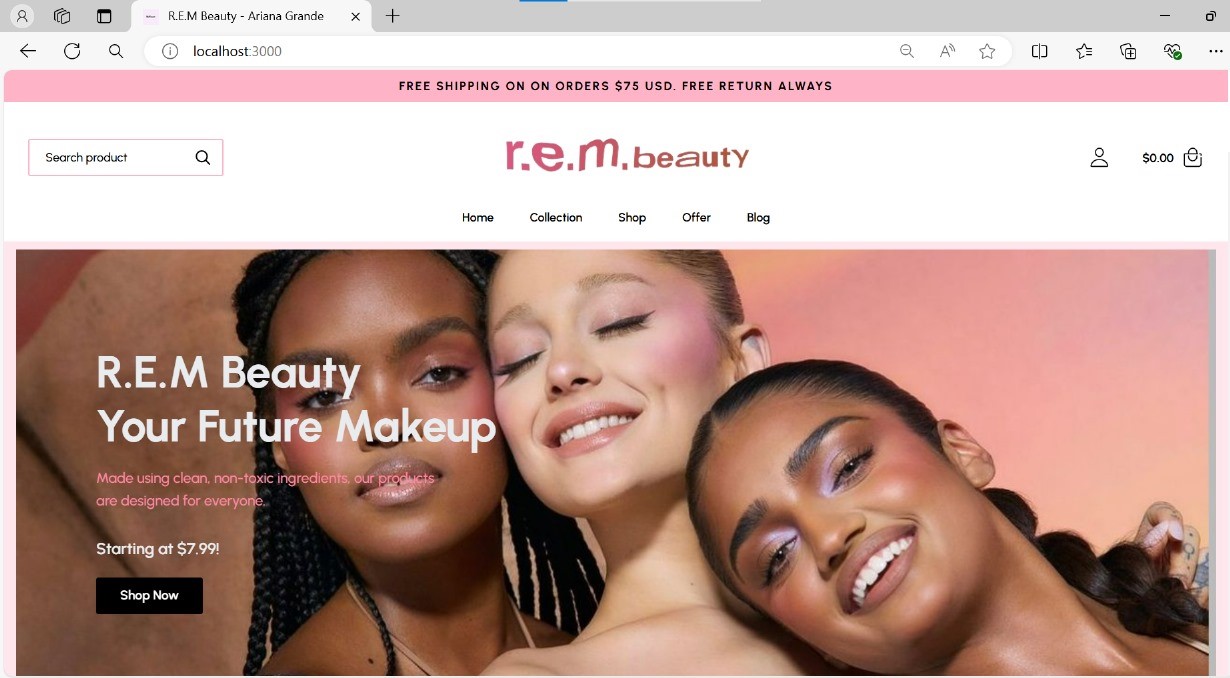 R.E.M Beauty - Ariana Grande
localhost:3000
FREE SHIPPING ON ON ORDERS $75 USD. FREE RETURN ALWAYS
Search product
r.e.m.beauty
$0.00
Home Collection Shop Offer Blog
R.E.M Beauty
Your Future Makeup
Made using clean, non-toxic ingredients, our products
are designed for everyone.
Starting at $7.99!
Shop Now